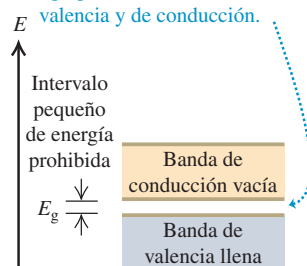 valencia y de conducción.
E
Intervalo
pequeño
de energía
prohibida
Banda de
conducción vacía
E_g
Banda de
valencia llena